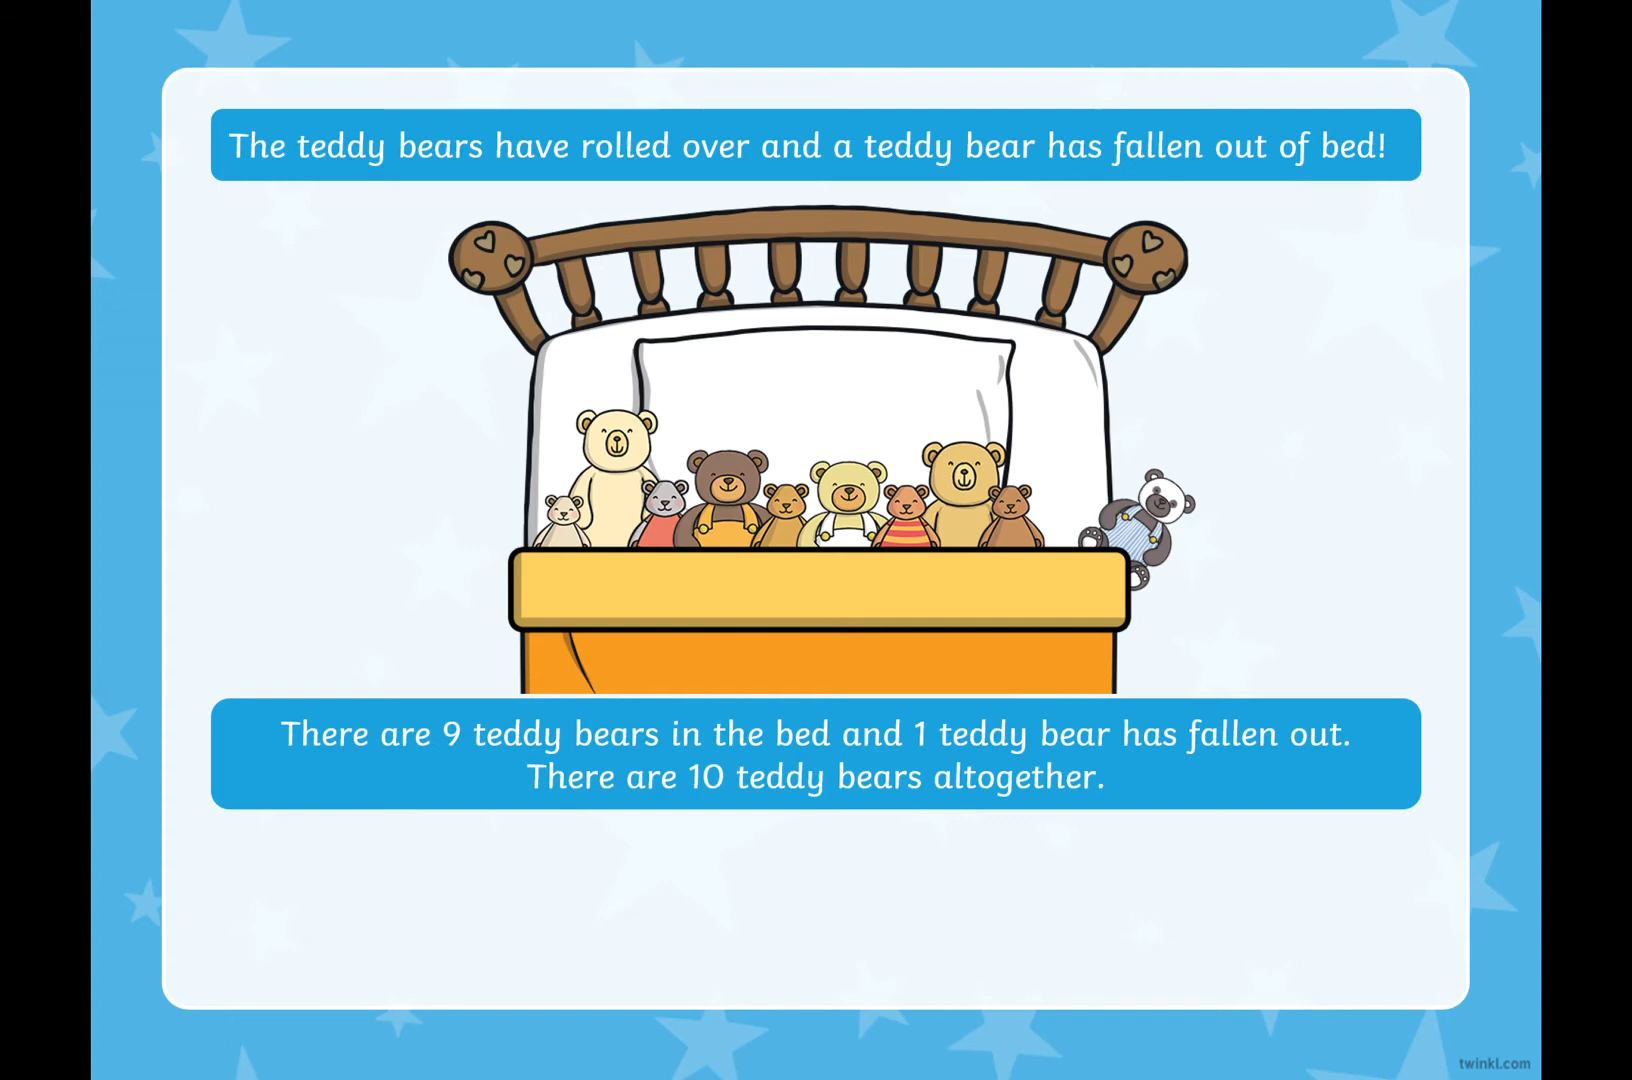 The teddy bears have rolled over and a teddy bear has fallen out of bed!
There are 9 teddy bears in the bed and 1 teddy bear has fallen out.
There are 10 teddy bears altogether.
twinkl.com